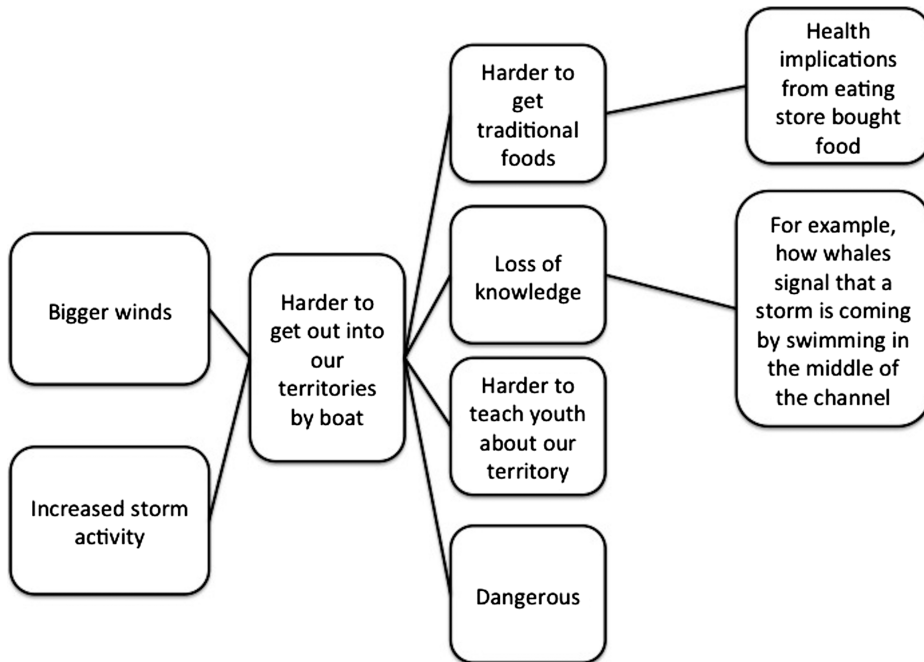 Bigger winds
Increased storm
activity
Harder to
get out into
our
territories
by boat
Harder to
get
traditional
foods
Loss of
knowledge
Harder to
teach youth
about our
territory
Dangerous
Health
implications
from eating
store bought
food
For example,
how whales
signal that a
storm is coming
by swimming in
the middle of
the channel